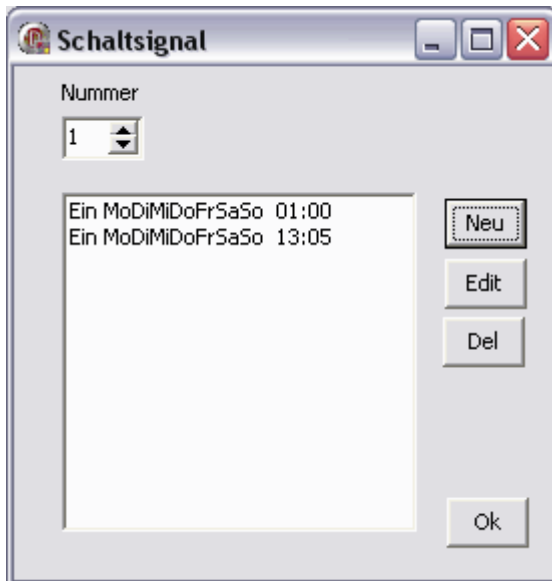 Schaltsignal
Nummer
1
Ein MoDiMiDoFrSaSo 01:00
Ein MoDiMiDoFrSaSo 13:05
Neu
Edit
Del
Ok